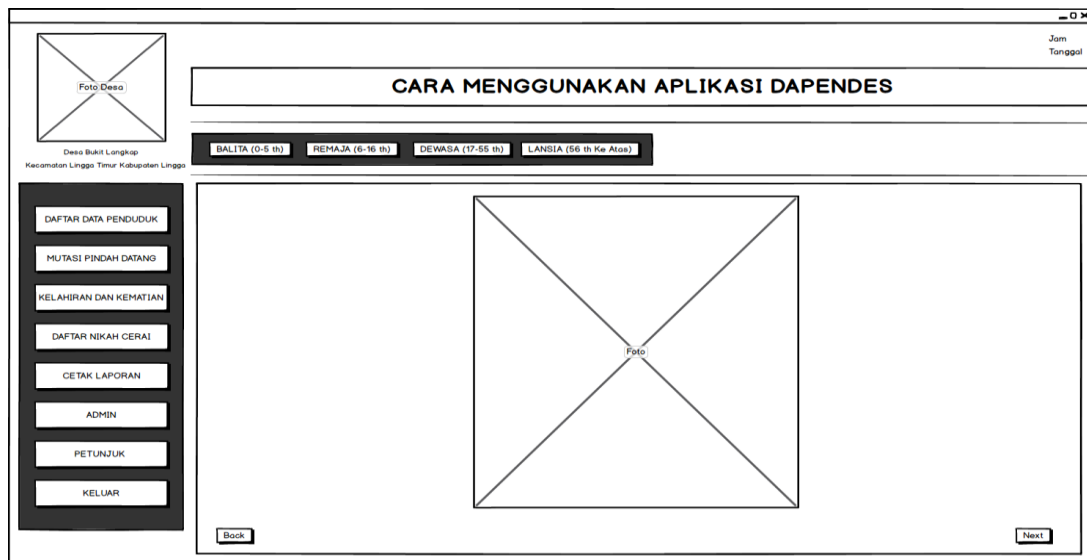 Jam
Tanggal
Foto Desa
CARA MENGGUNAKAN APLIKASI DAPENDES
Desa Bukit Langkap
Kecamatan Lingga Timur Kabupaten Lingga
BALITA (0-5 th)
REMAJA (6-16 th)
DEWASA (17-55 th)
LANSIA (56 th Ke Atas)
DAFTAR DATA PENDUDUK
MUTASI PINDAH DATANG
KELAHIRAN DAN KEMATIAN
DAFTAR NIKAH CERAI
CETAK LAPORAN
ADMIN
PETUNJUK
KELUAR
Foto
Back
Next